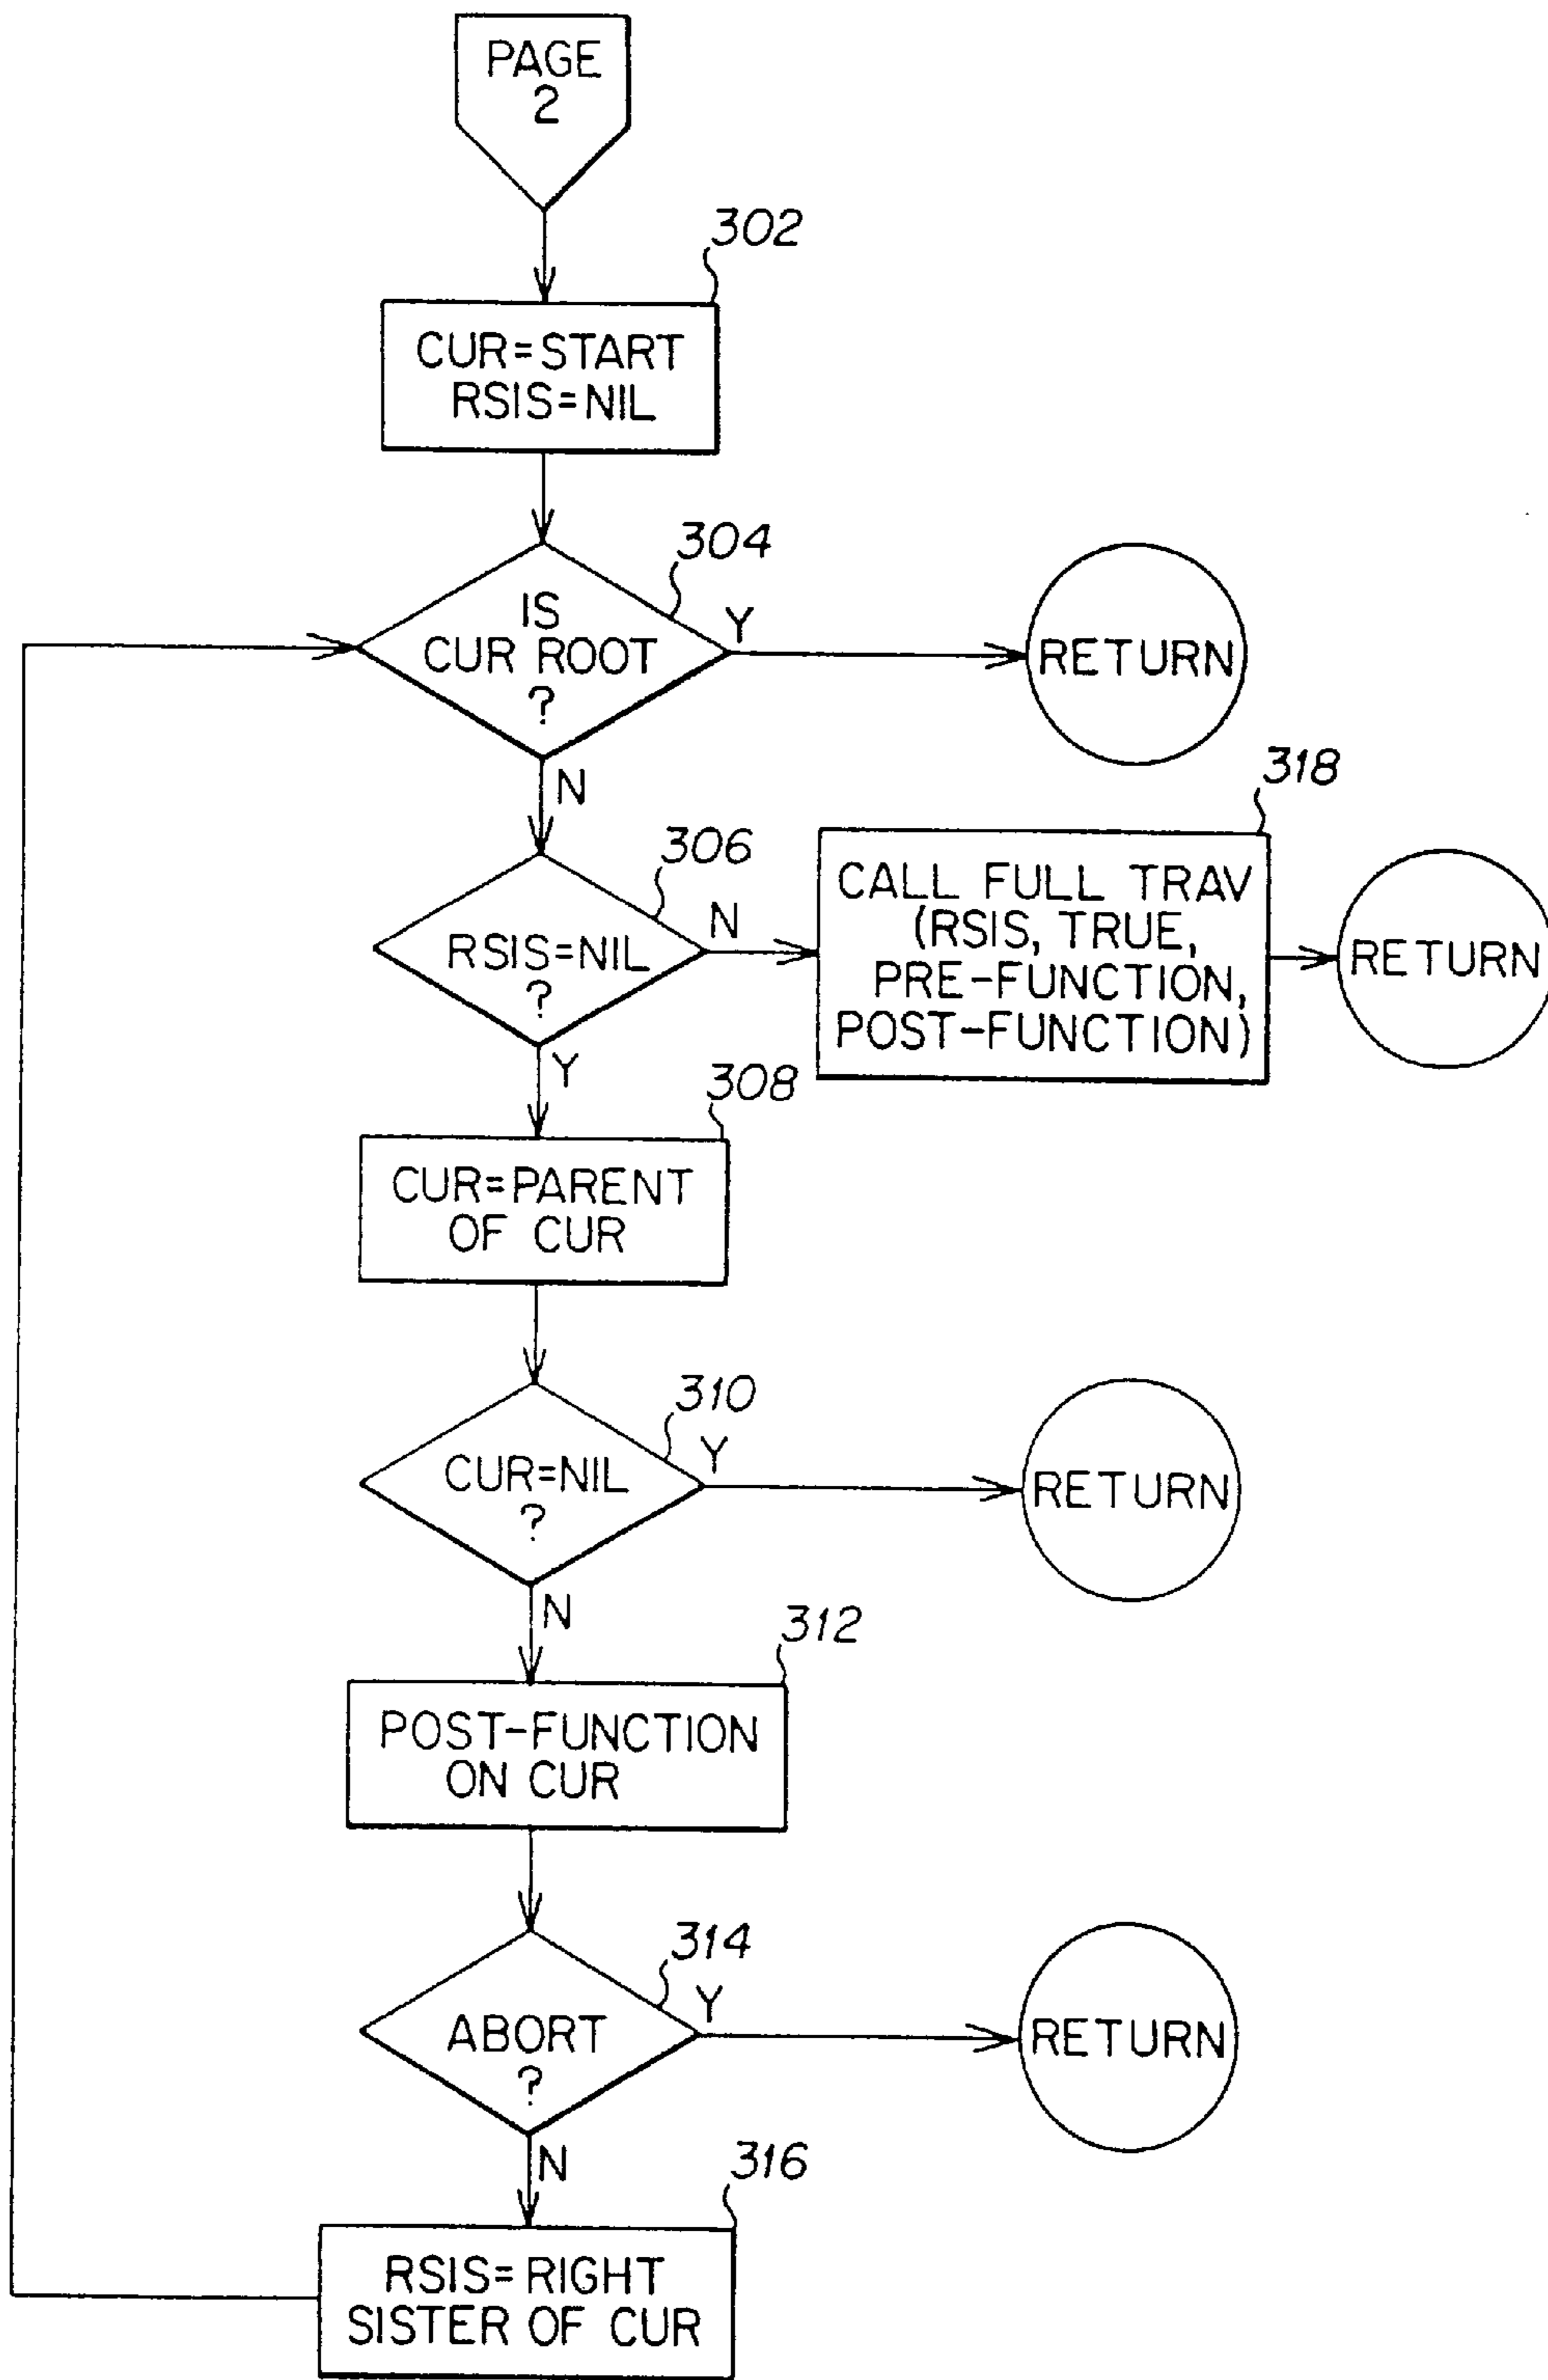 PAGE
2
302
CUR=START
RSIS=NIL
304
IS
CUR ROOT
?
Y
RETURN
N
318
306
RSIS=NIL
?
N
CALL FULL TRAV
(RSIS, TRUE,
PRE-FUNCTION,
POST-FUNCTION)
RETURN
Y
308
CUR=PARENT
OF CUR
310
CUR=NIL
?
Y
RETURN
N
312
POST-FUNCTION
ON CUR
314
ABORT
?
Y
RETURN
N
316
RSIS=RIGHT
SISTER OF CUR